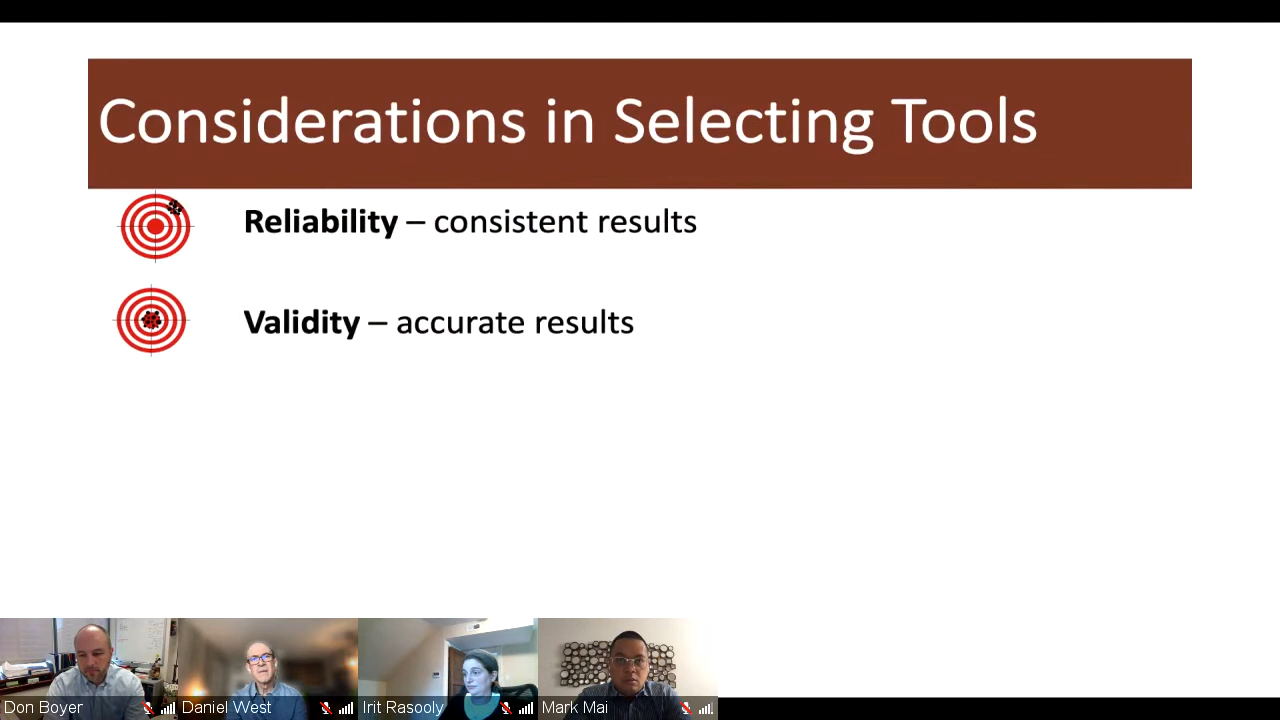 Considerations in Selecting Tools
Reliability – consistent results
Validity – accurate results
Don Boyer
Daniel West
Irit Rasooly
Mark Mai